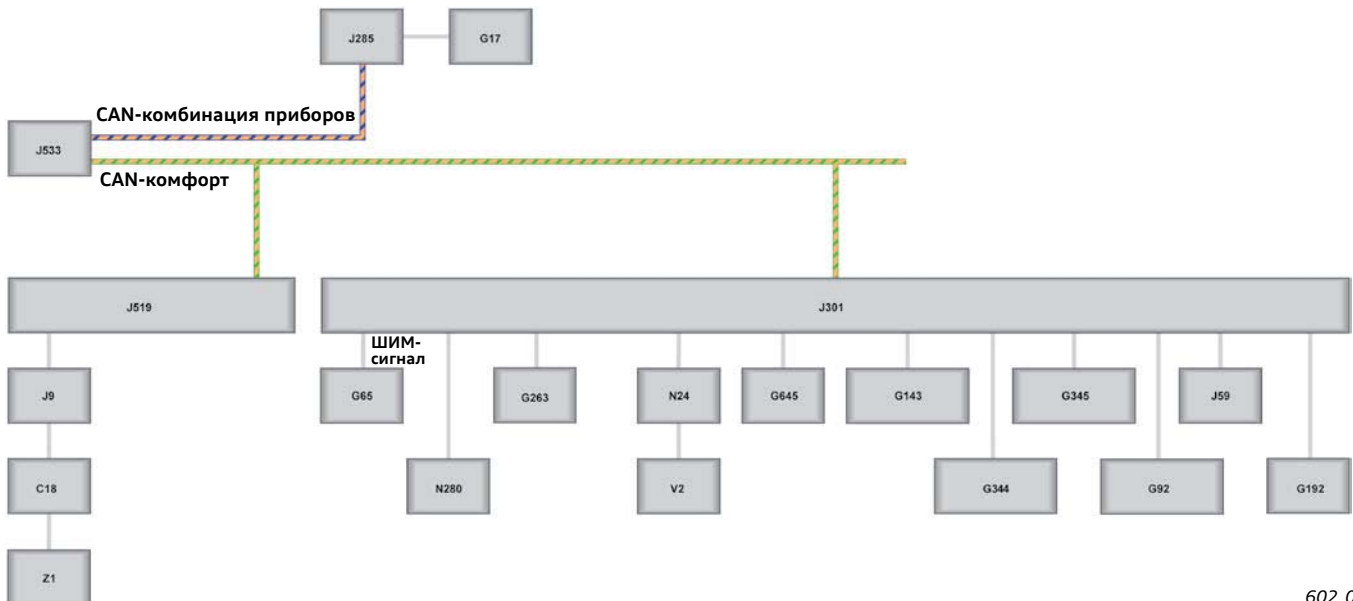 J285
G17
CAN-комбинация приборов
J533
CAN-комфорт
J519
J301
ШИМ-
сигнал
J9
G65
G263
N24
G645
G143
G345
J59
C18
N280
V2
G344
G92
G192
Z1